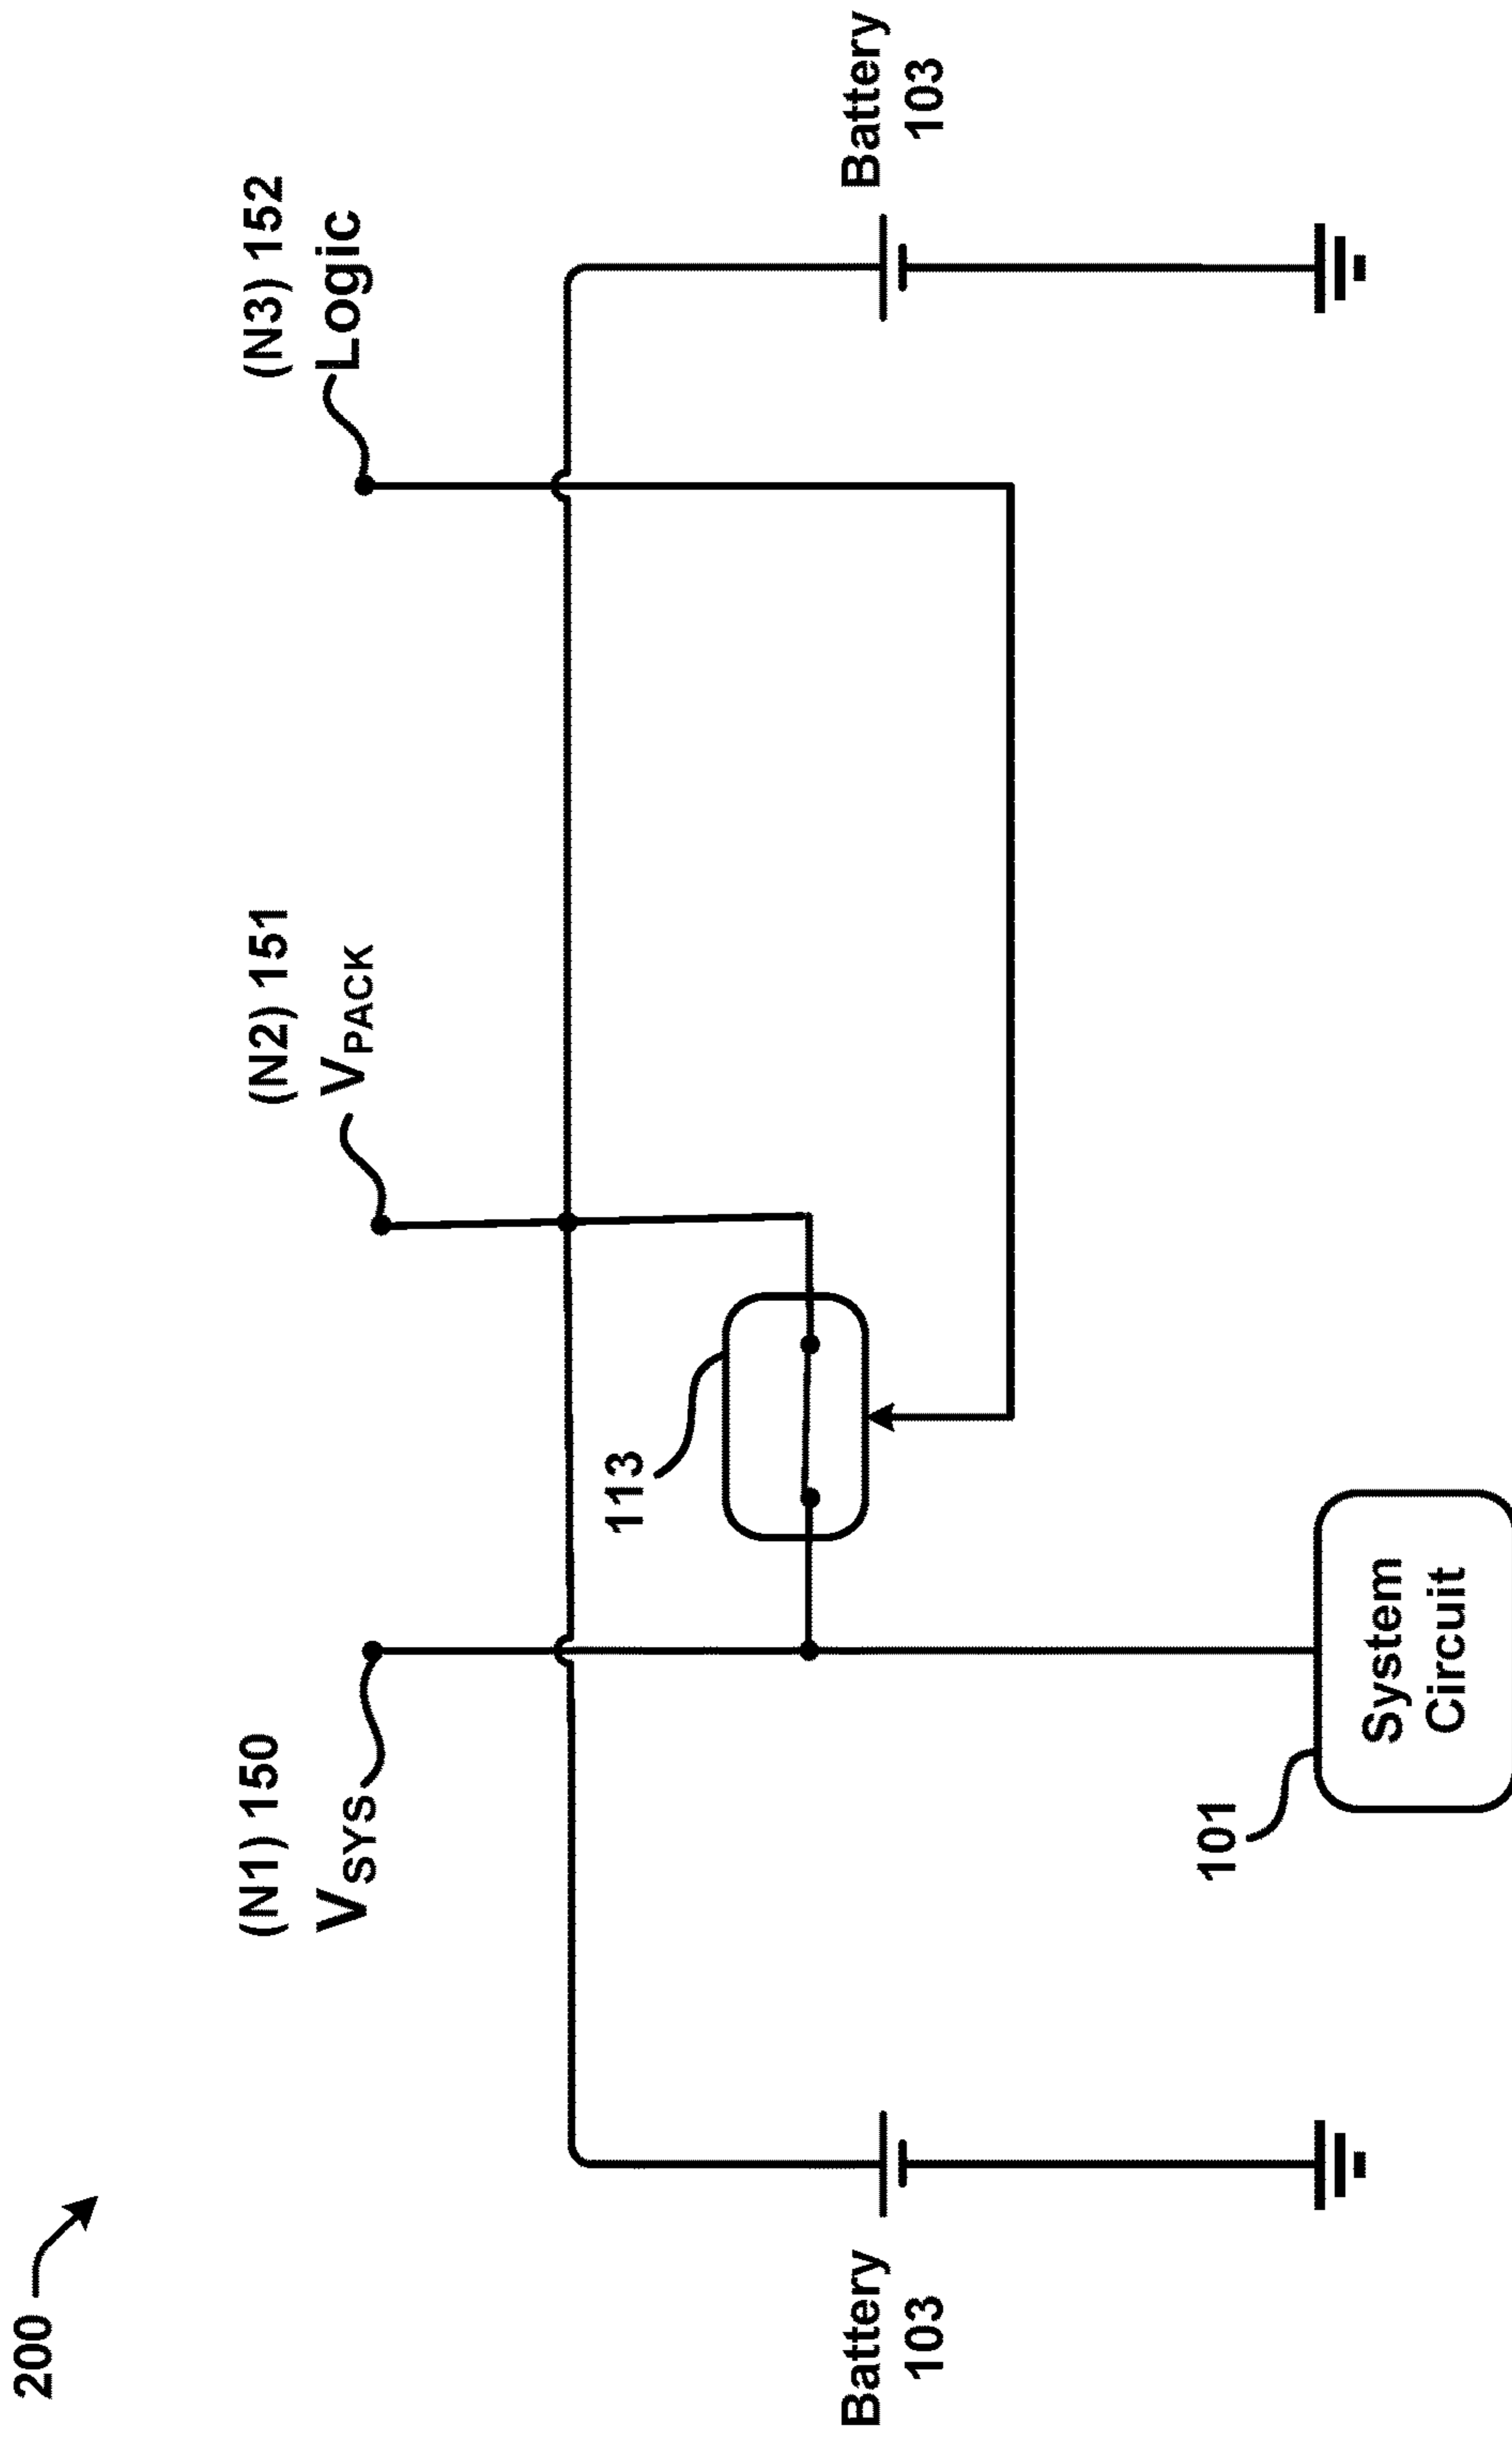 200
(N1) 150
VSYS
(N2) 151
VPACK
(N3) 152
Logic
113
Battery
103
Battery
103
101
System
Circuit